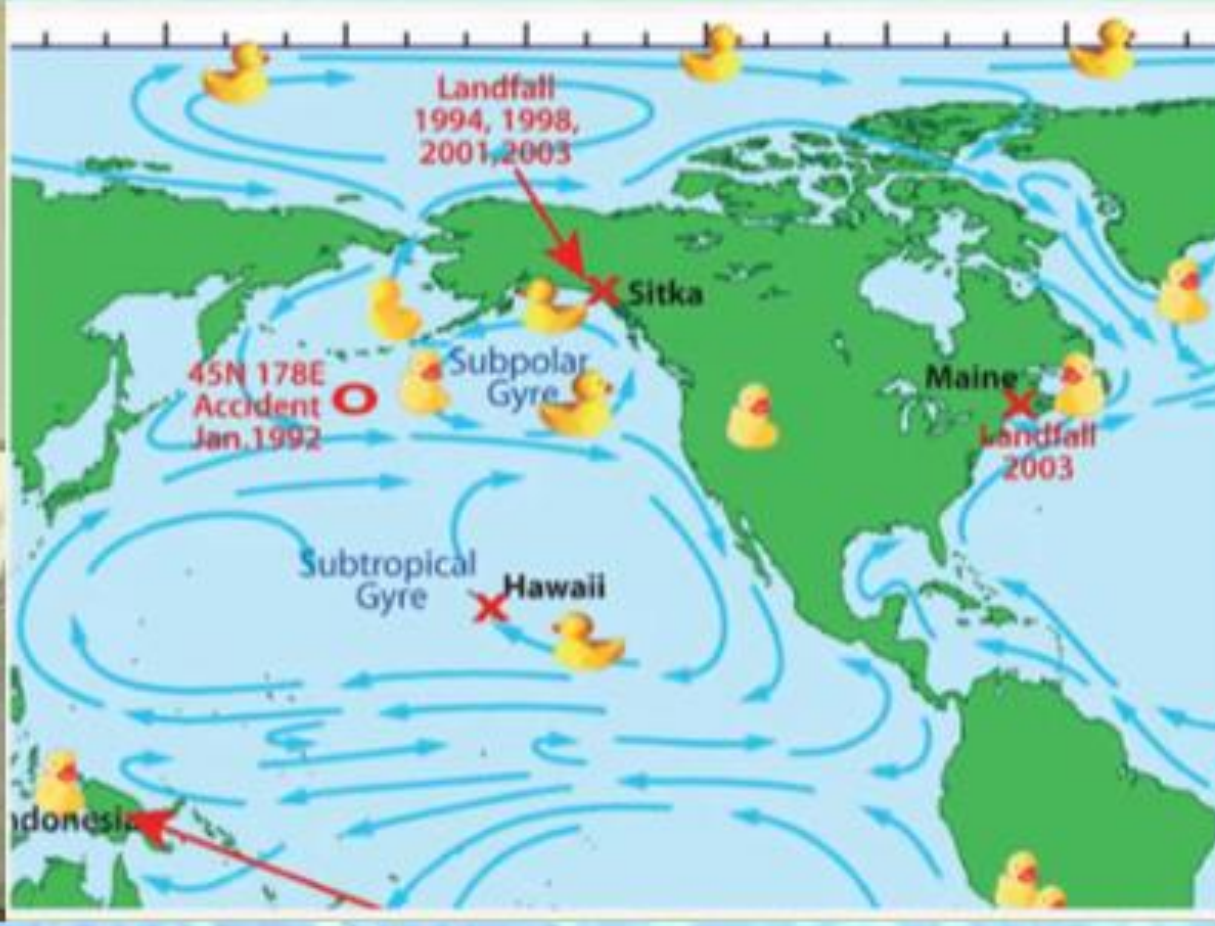 Landfall
1994, 1998,
2001,2003
Sitka
45N 178E
Accident
Jan.1992
Subpolar
Gyre
Maine
Landfall
2003
Subtropical
Gyre
Hawaii
ndonesia